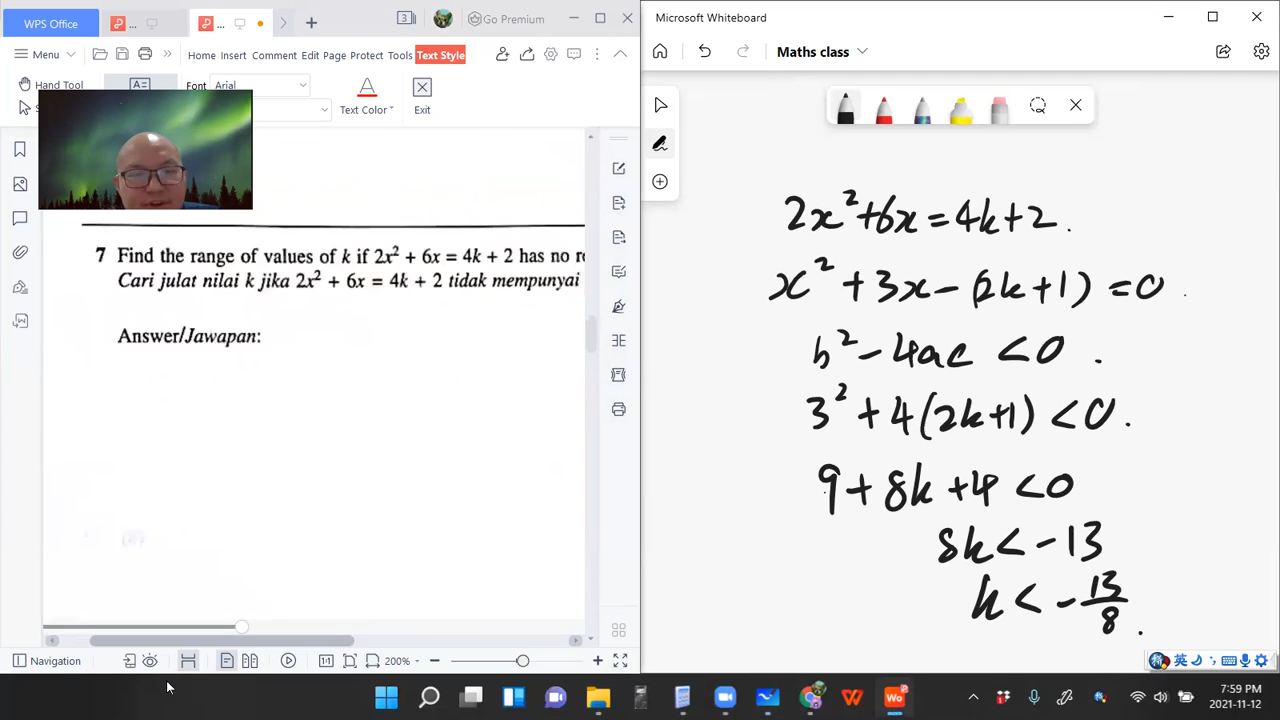 WPS Office
... 
...
3
Go Premium
Menu
Home Insert Comment Edit Page Protect Tools Text Style
Hand Tool
Font Arial
Text Color
Exit
7 Find the range of values of k if 2x² + 6x = 4k + 2 has no r
Cari julat nilai k jika 2x² + 6x = 4k + 2 tidak mempunyai
Answer/Jawapan:
Navigation
1:1
200%
Microsoft Whiteboard
Maths class
2x²+6x=4k+2.
x²+3x-(2k+1)=0
b²-4ac<0.
3²+4(2k+1)<0.
9+8k+4<0
8k<-13
k<-13/8.
英
7:59 PM
2021-11-12